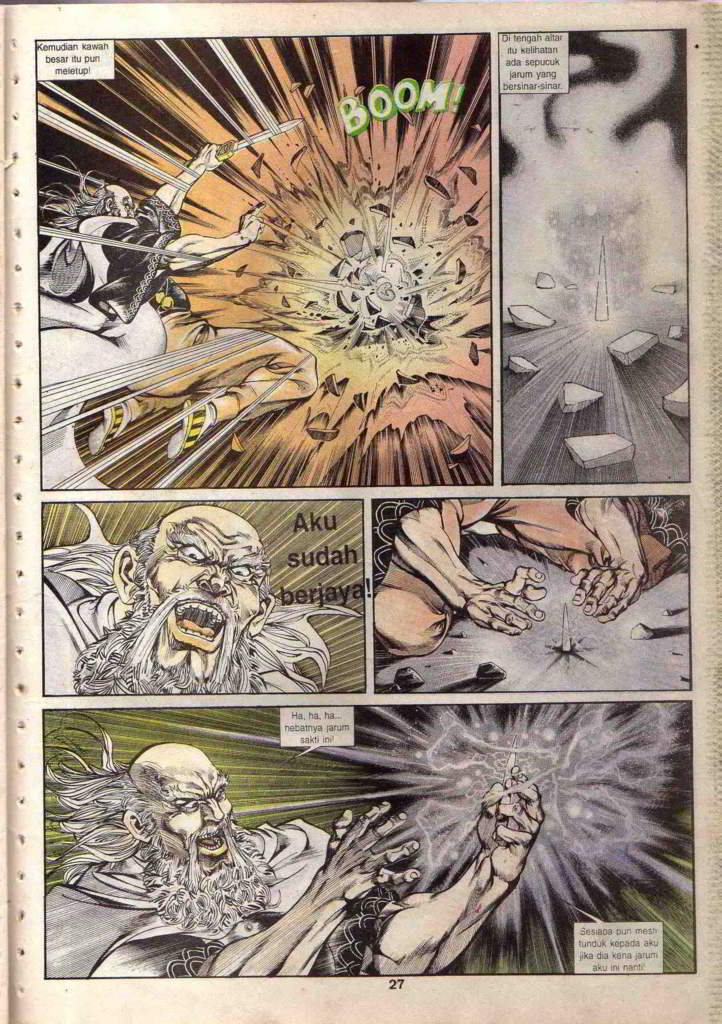 Kemudian kawah
besar itu pun
meletup!
BOOM!
Di tengah altar
itu kelihatan
ada sepucuk
jarum yang
bersinar-sinar.
Aku
sudah
berjaya!
Ha, ha, ha...
hebatnya jarum
sakti ini!
Sesiapa pun mesti
tunduk kepada aku
jika dia kena jarum
aku ini nanti!
27